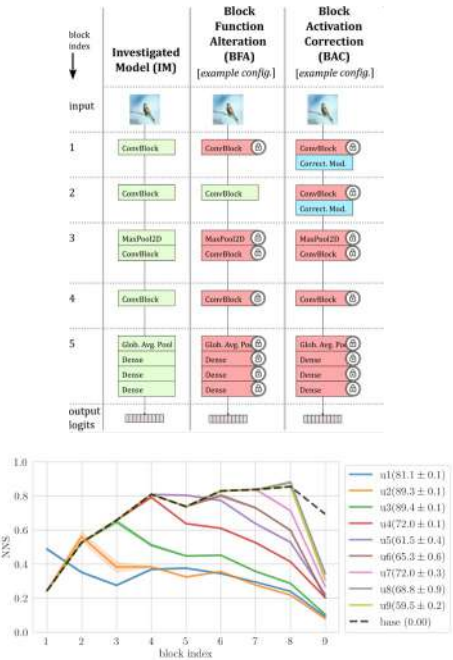 block
index
Investigated
Model (IM)
Block
Function
Alteration
(BFA)
[example config.]
Block
Activation
Correction
(BAC)
[example config.]
input
1
ConvBlock
ConvBlock
ConvBlock
Correct. Mod.
2
ConvBlock
ConvBlock
ConvBlock
Correct. Mod.
3
MaxPool2D
MaxPool2D
MaxPool2D
ConvBlock
ConvBlock
ConvBlock
4
ConvBlock
ConvBlock
ConvBlock
5
Glob. Avg. Pool
Glob. Avg. Poo
Glob. Avg. Poo
Dense
Dense
Dense
Dense
Dense
Dense
Dense
Dense
Dense
output
logits
NNS
1.0
0.8
0.6
0.4
0.2
0.0
1 2 3 4 5 6 7 8 9
block index
u1(81.1 ± 0.1)
u2(89.3 ± 0.1)
u3(89.4 ± 0.1)
u4(72.0 ± 0.1)
u5(61.5 ± 0.4)
u6(65.3 ± 0.6)
u7(72.0 ± 0.3)
u8(68.8 ± 0.9)
u9(59.5 ± 0.2)
base (0.00)